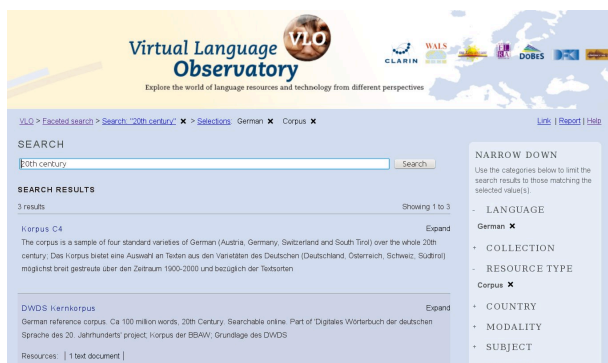 Virtual Language
VLO
Observatory
Explore the world of language resources and technology from different perspectives
CLARIN
WALS
DOBES
VLO > Faceted search > Search: "20th century" ✖ > Selections: German ✖ Corpus ✖
Link | Report | Help
SEARCH
20th century
Search
SEARCH RESULTS
3 results
Showing 1 to 3
Korpus C4
Expand
The corpus is a sample of four standard varieties of German (Austria, Germany, Switzerland and South Tirol) over the whole 20th
century; Das Korpus bietet eine Auswahl an Texten aus den Varietäten des Deutschen (Deutschland, Österreich, Schweiz, Südtirol)
möglichst breit gestreute über den Zeitraum 1900-2000 und bezüglich der Textsorten
DWDS Kernkorpus
Expand
German reference corpus. Ca 100 million words, 20th Century. Searchable online. Part of 'Digitales Wörterbuch der deutschen
Sprache des 20. Jahrhunderts' project, Korpus der BBAW; Grundlage des DWDS
Resources: | 1 text document |
NARROW DOWN
Use the categories below to limit the
search results to those matching the
selected value(s).
- LANGUAGE
German ✖
+ COLLECTION
- RESOURCE TYPE
Corpus ✖
+ COUNTRY
+ MODALITY
+ SUBJECT